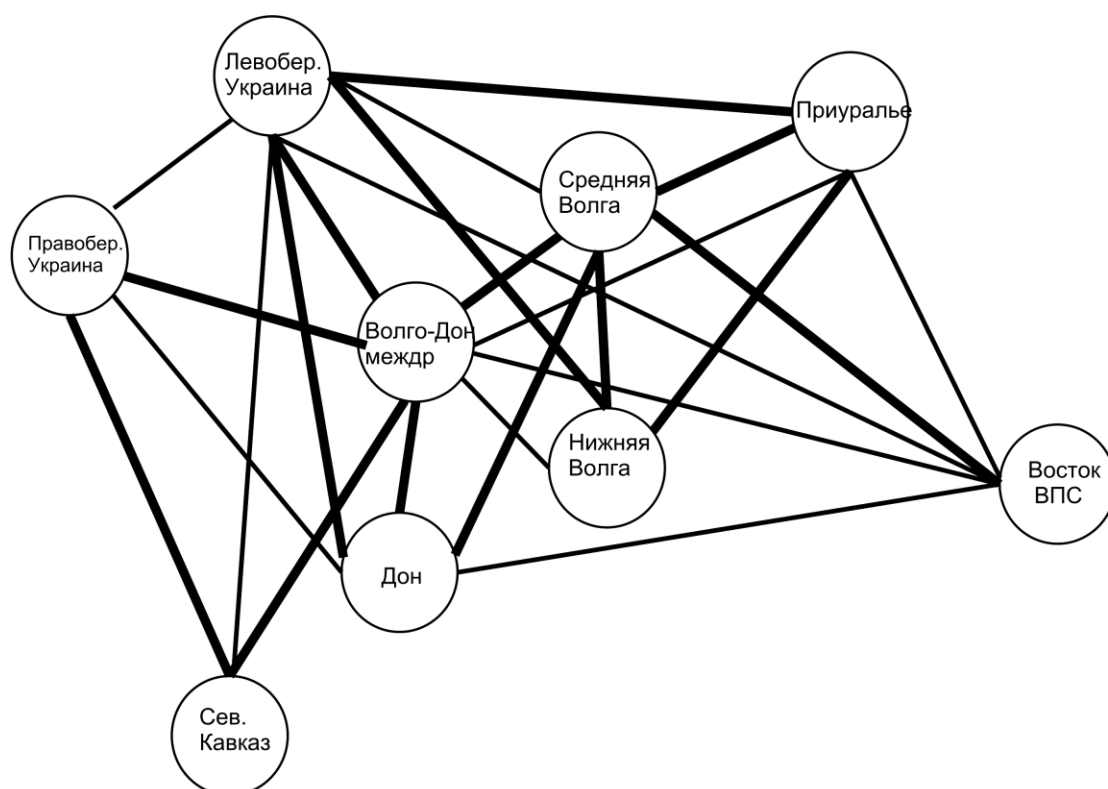 Левобер.
Украина
Приуралье
Средняя
Волга
Правобер.
Украина
Волго-Дон
междр
Нижняя
Волга
Восток
ВПС
Дон
Сев.
Кавказ